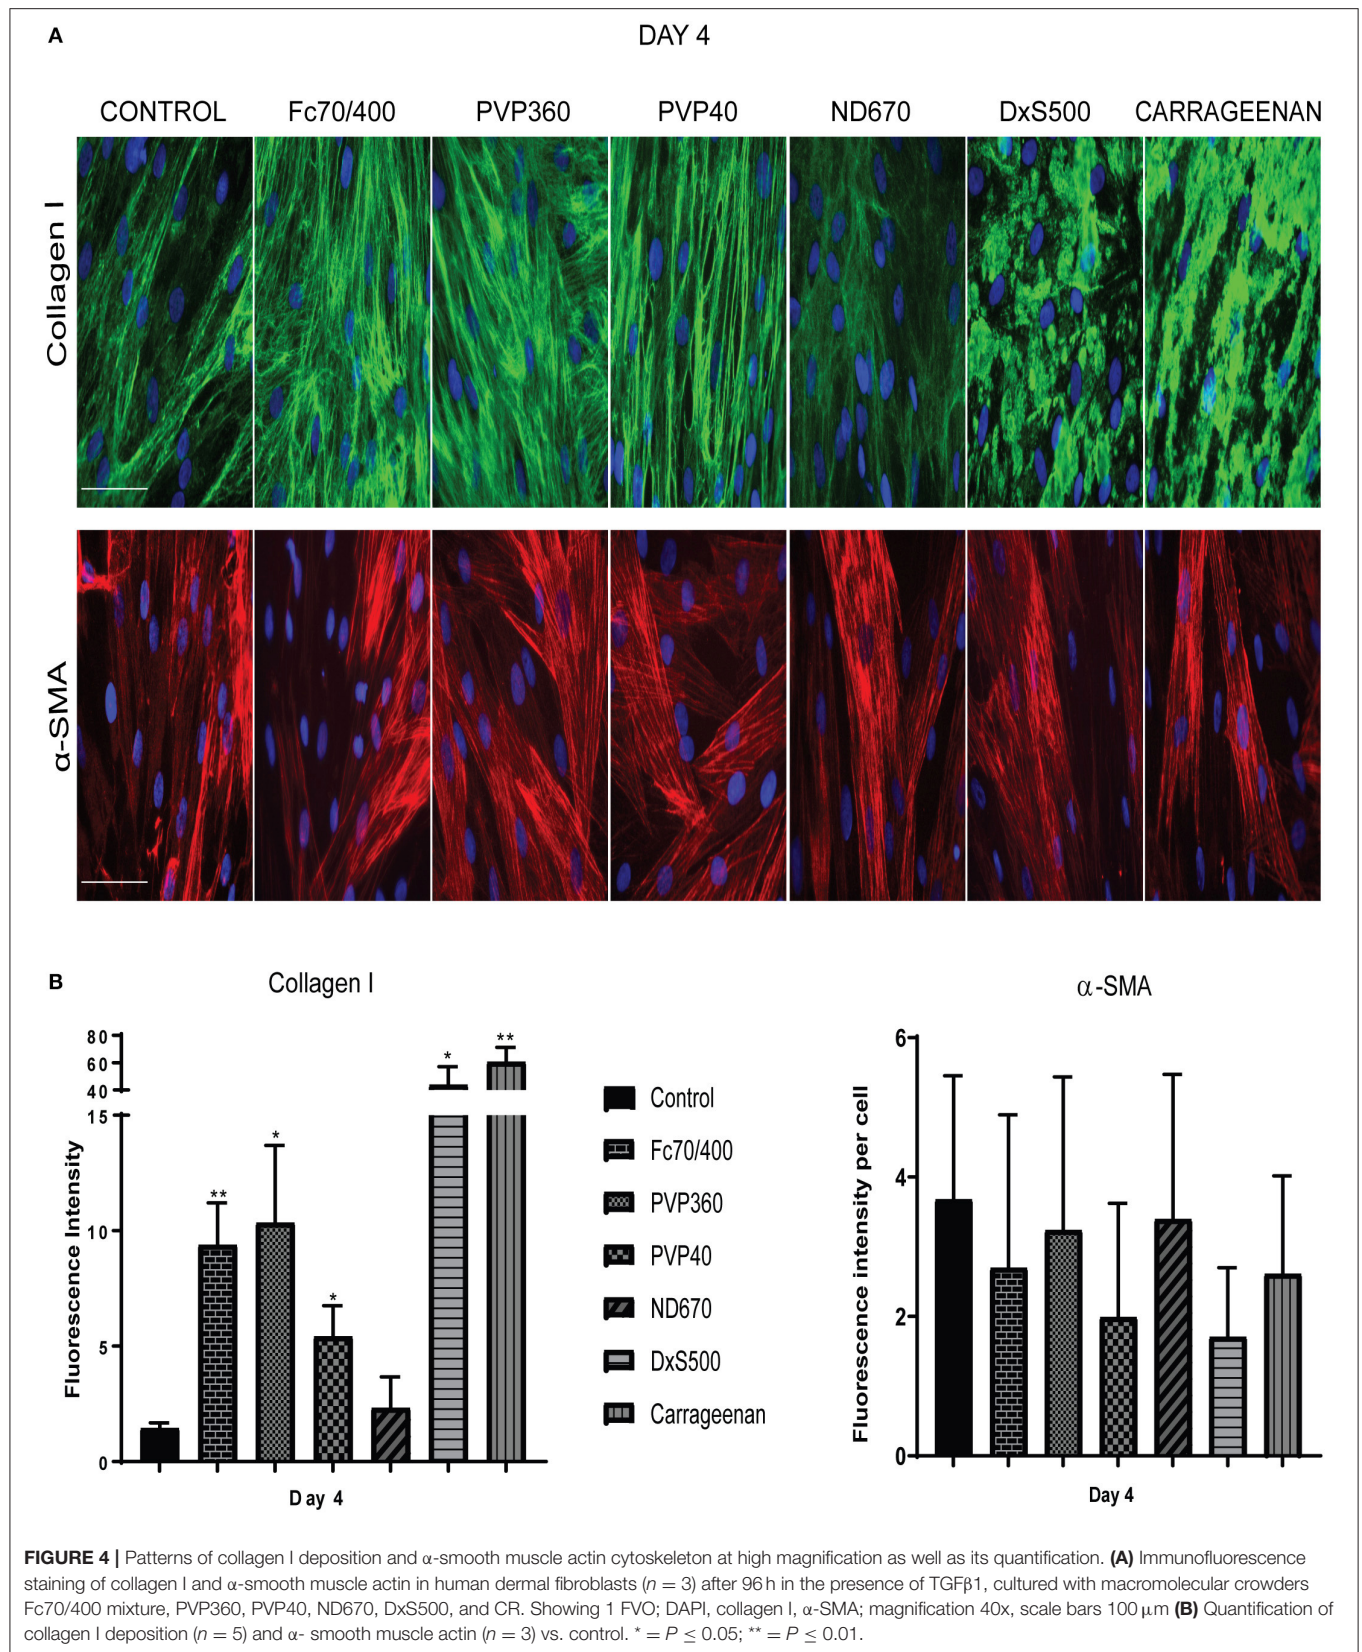 A
DAY 4
CONTROL Fc70/400 PVP360 PVP40 ND670 DxS500 CARRAGEENAN
Collagen I
α-SMA
B
Collagen I
80
60
40
15
10
5
0
Fluorescence Intensity
**
*
*
*
**
Day 4
Control
Fc70/400
PVP360
PVP40
ND670
DxS500
Carrageenan
α-SMA
6
4
2
0
Fluorescence intensity per cell
Day 4
FIGURE 4 | Patterns of collagen I deposition and α-smooth muscle actin cytoskeleton at high magnification as well as its quantification. (A) Immunofluorescence
staining of collagen I and α-smooth muscle actin in human dermal fibroblasts (n = 3) after 96 h in the presence of TGFβ1, cultured with macromolecular crowders
Fc70/400 mixture, PVP360, PVP40, ND670, DxS500, and CR. Showing 1 FVO; DAPI, collagen I, α-SMA; magnification 40x, scale bars 100 μm (B) Quantification of
collagen I deposition (n = 5) and α- smooth muscle actin (n = 3) vs. control. * = P ≤ 0.05; ** = P ≤ 0.01.